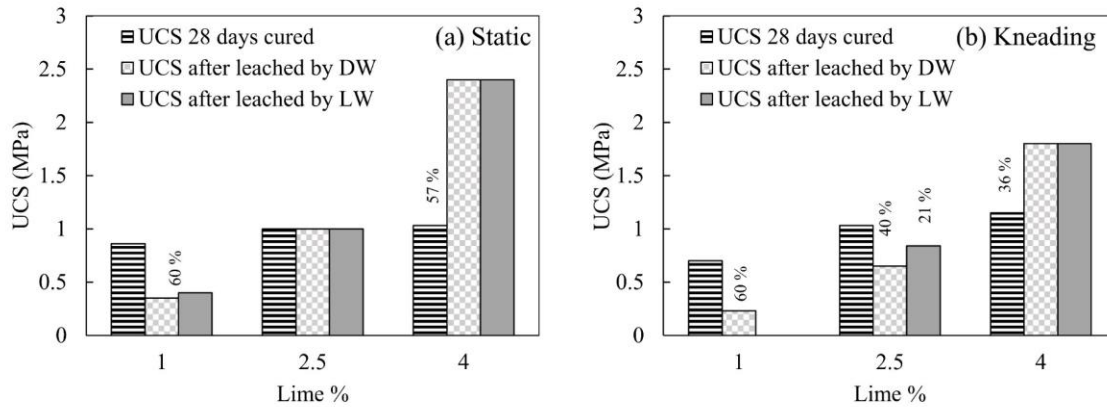 (a) Static
UCS 28 days cured
UCS after leached by DW
UCS after leached by LW
UCS (MPa)
3
2.5
2
1.5
1
0.5
0
60 %
57 %
1
2.5
4
Lime %
(b) Kneading
UCS 28 days cured
UCS after leached by DW
UCS after leached by LW
UCS (MPa)
3
2.5
2
1.5
1
0.5
0
60 %
40 %
21 %
36 %
1
2.5
4
Lime %